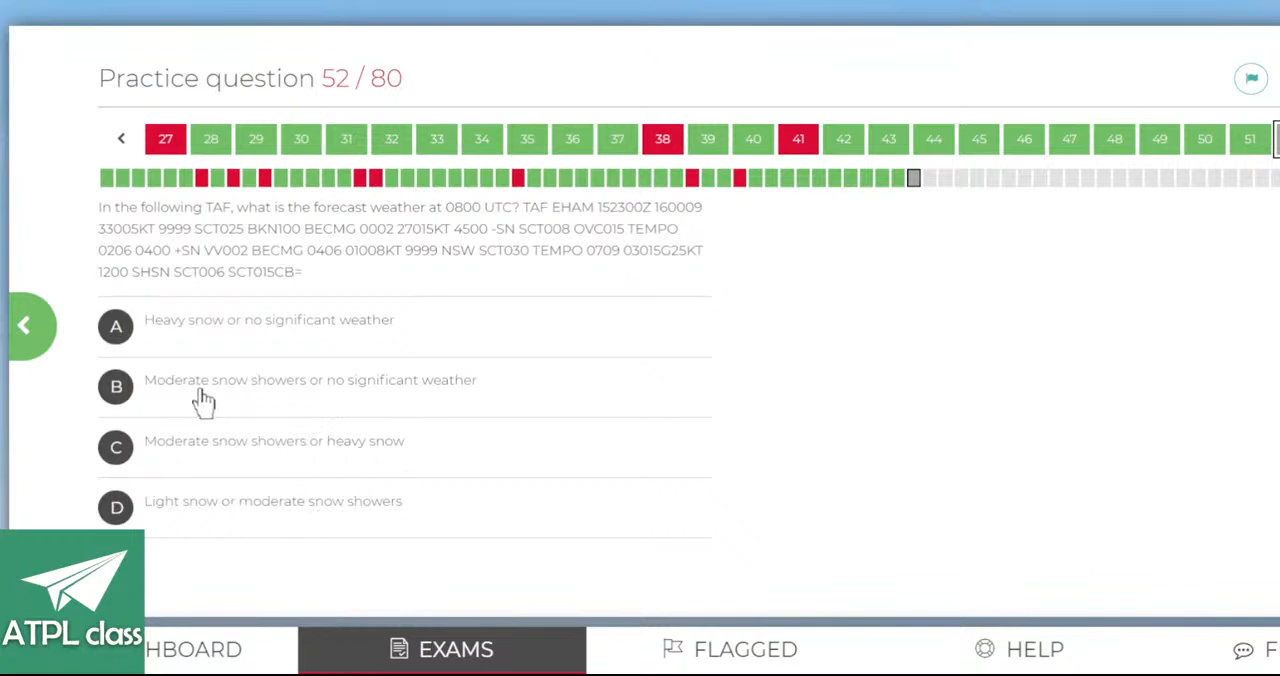 Practice question 52 / 80
27 28 29 30 31 32 33 34 35 36 37 38 39 40 41 42 43 44 45 46 47 48 49 50 51
In the following TAF, what is the forecast weather at 0800 UTC? TAF EHAM 152300Z 160009
33005KT 9999 SCT025 BKN100 BECMG 0002 27015KT 4500 -SN SCT008 OVC015 TEMPO
0206 0400 +SN VV002 BECMG 0406 01008KT 9999 NSW SCT030 TEMPO 0709 03015G25KT
1200 SHSN SCT006 SCT015CB=
A Heavy snow or no significant weather
B Moderate snow showers or no significant weather
C Moderate snow showers or heavy snow
D Light snow or moderate snow showers
ATPL class
HBOARD EXAMS FLAGGED HELP F